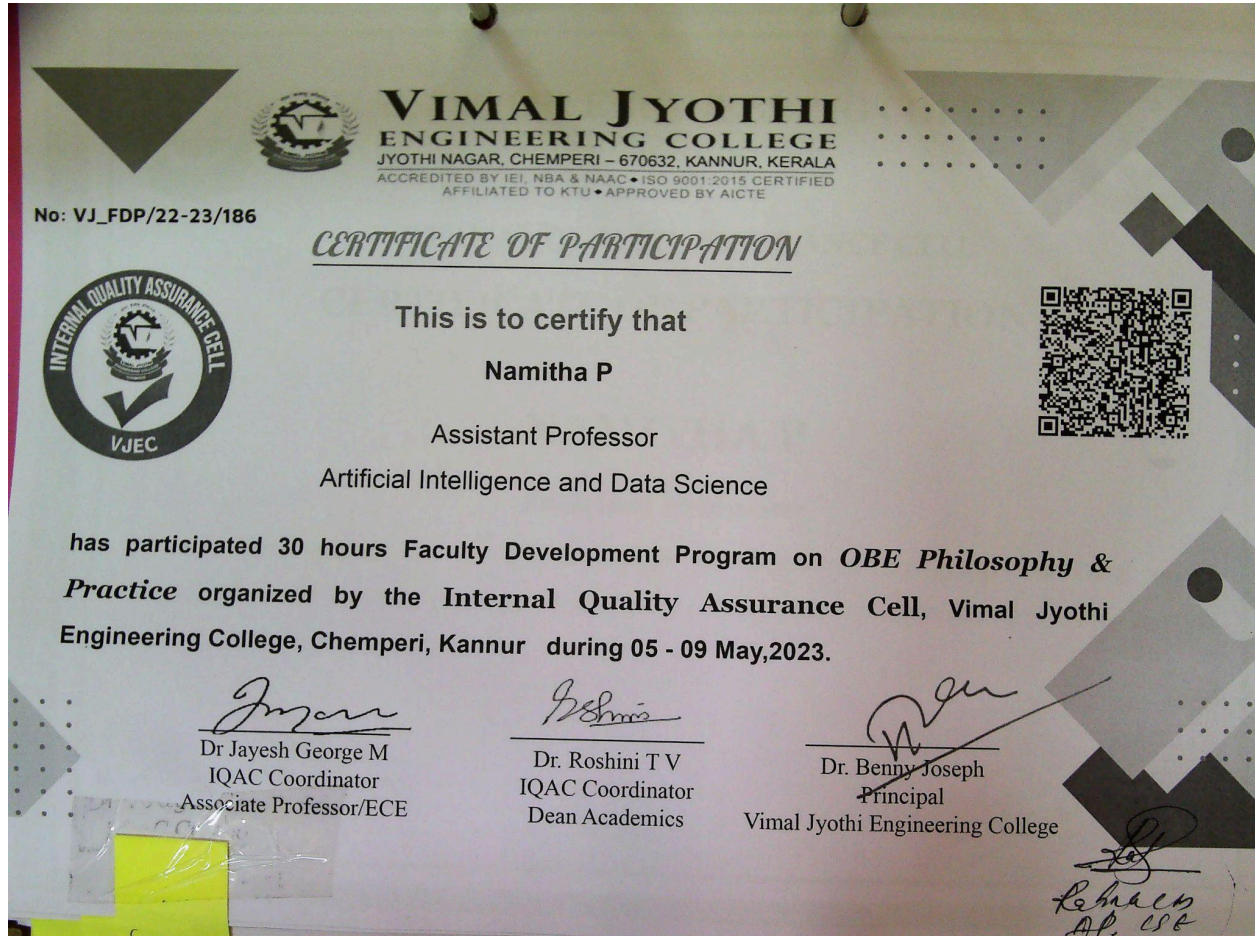 VIMAL JYOTHI
ENGINEERING COLLEGE
JYOTHI NAGAR, CHEMPERI – 670632, KANNUR, KERALA
ACCREDITED BY IEI, NBA & NAAC • ISO 9001:2015 CERTIFIED
AFFILIATED TO KTU • APPROVED BY AICTE
No: VJ_FDP/22-23/186
CERTIFICATE OF PARTICIPATION
INTERNAL QUALITY ASSURANCE CELL
VJEC
This is to certify that
Namitha P
Assistant Professor
Artificial Intelligence and Data Science
has participated 30 hours Faculty Development Program on OBE Philosophy &
Practice organized by the Internal Quality Assurance Cell, Vimal Jyothi
Engineering College, Chemperi, Kannur during 05 - 09 May,2023.
Dr Jayesh George M
IQAC Coordinator
Associate Professor/ECE
Dr. Roshini T V
IQAC Coordinator
Dean Academics
Dr. Benny Joseph
Principal
Vimal Jyothi Engineering College
AP, CSE